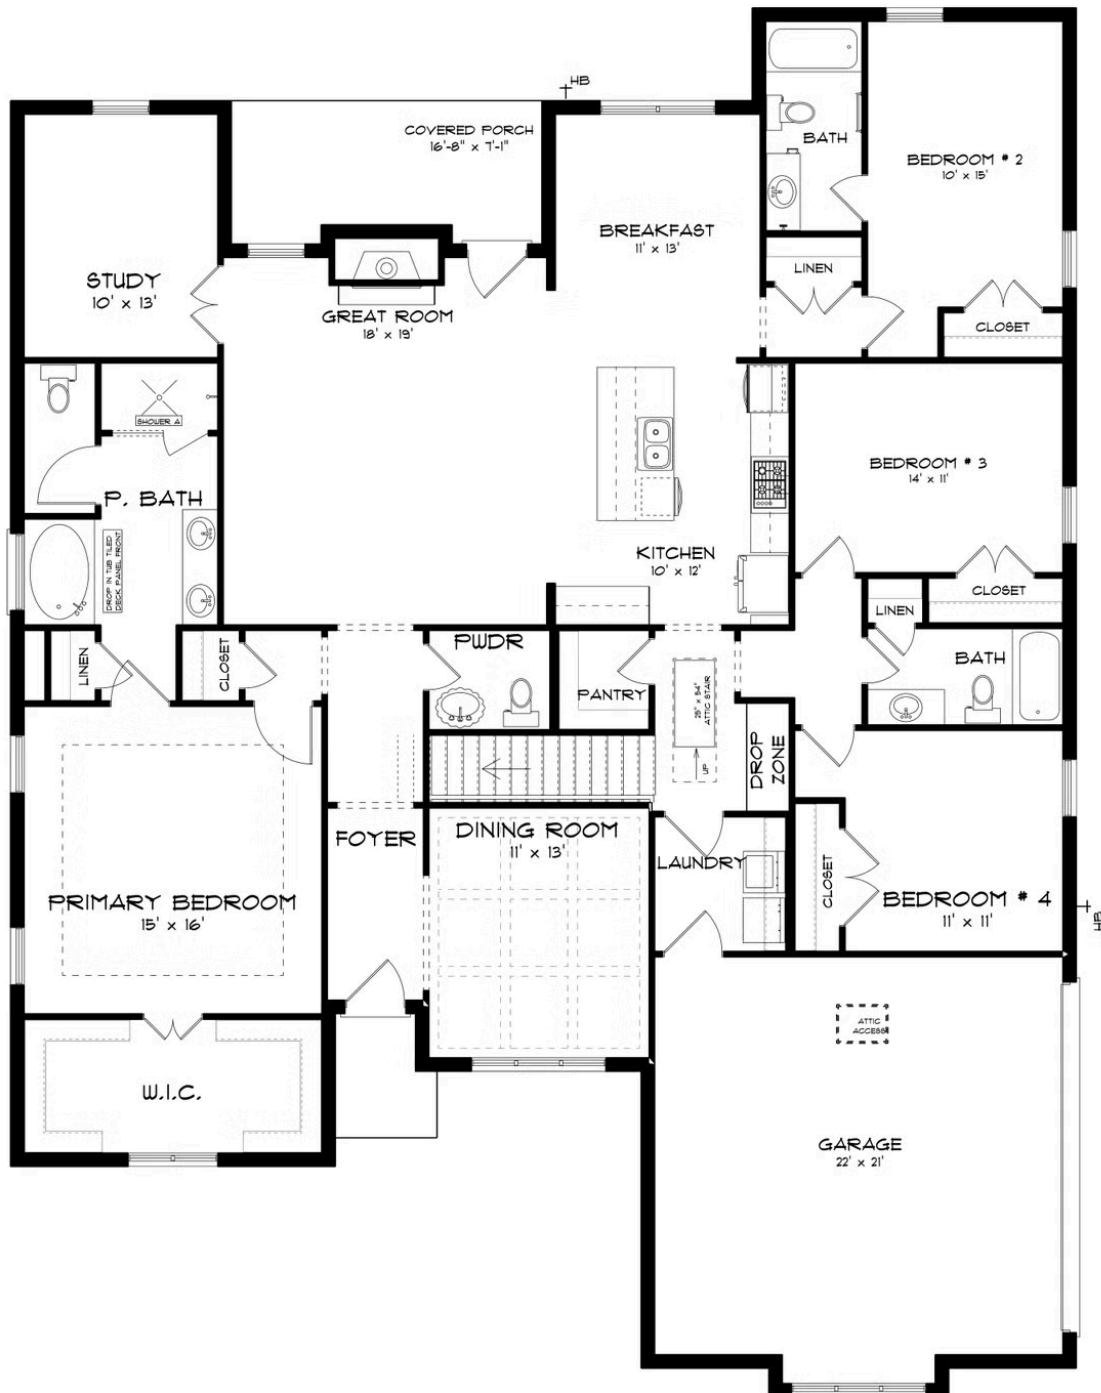 HB
COVERED PORCH
16'-8" x 7'-1"
BATH
BEDROOM # 2
10' x 15'
BREAKFAST
11' x 13'
LINEN
STUDY
10' x 13'
GREAT ROOM
18' x 19'
CLOSET
SHOWER A
BEDROOM # 3
14' x 11'
P. BATH
DROP IN TUB TILED
DECK, PANEL FRONT
KITCHEN
10' x 12'
CLOSET
LINEN
LINEN
CLOSET
PWDR
PANTRY
25" x 54"
ATTIC STAIR
UP
BATH
DROP
ZONE
FOYER
DINING ROOM
11' x 13'
LAUNDRY
CLOSET
PRIMARY BEDROOM
15' x 16'
BEDROOM # 4
11' x 11'
HB
ATTIC
ACCESS
W.I.C.
GARAGE
22' x 21'